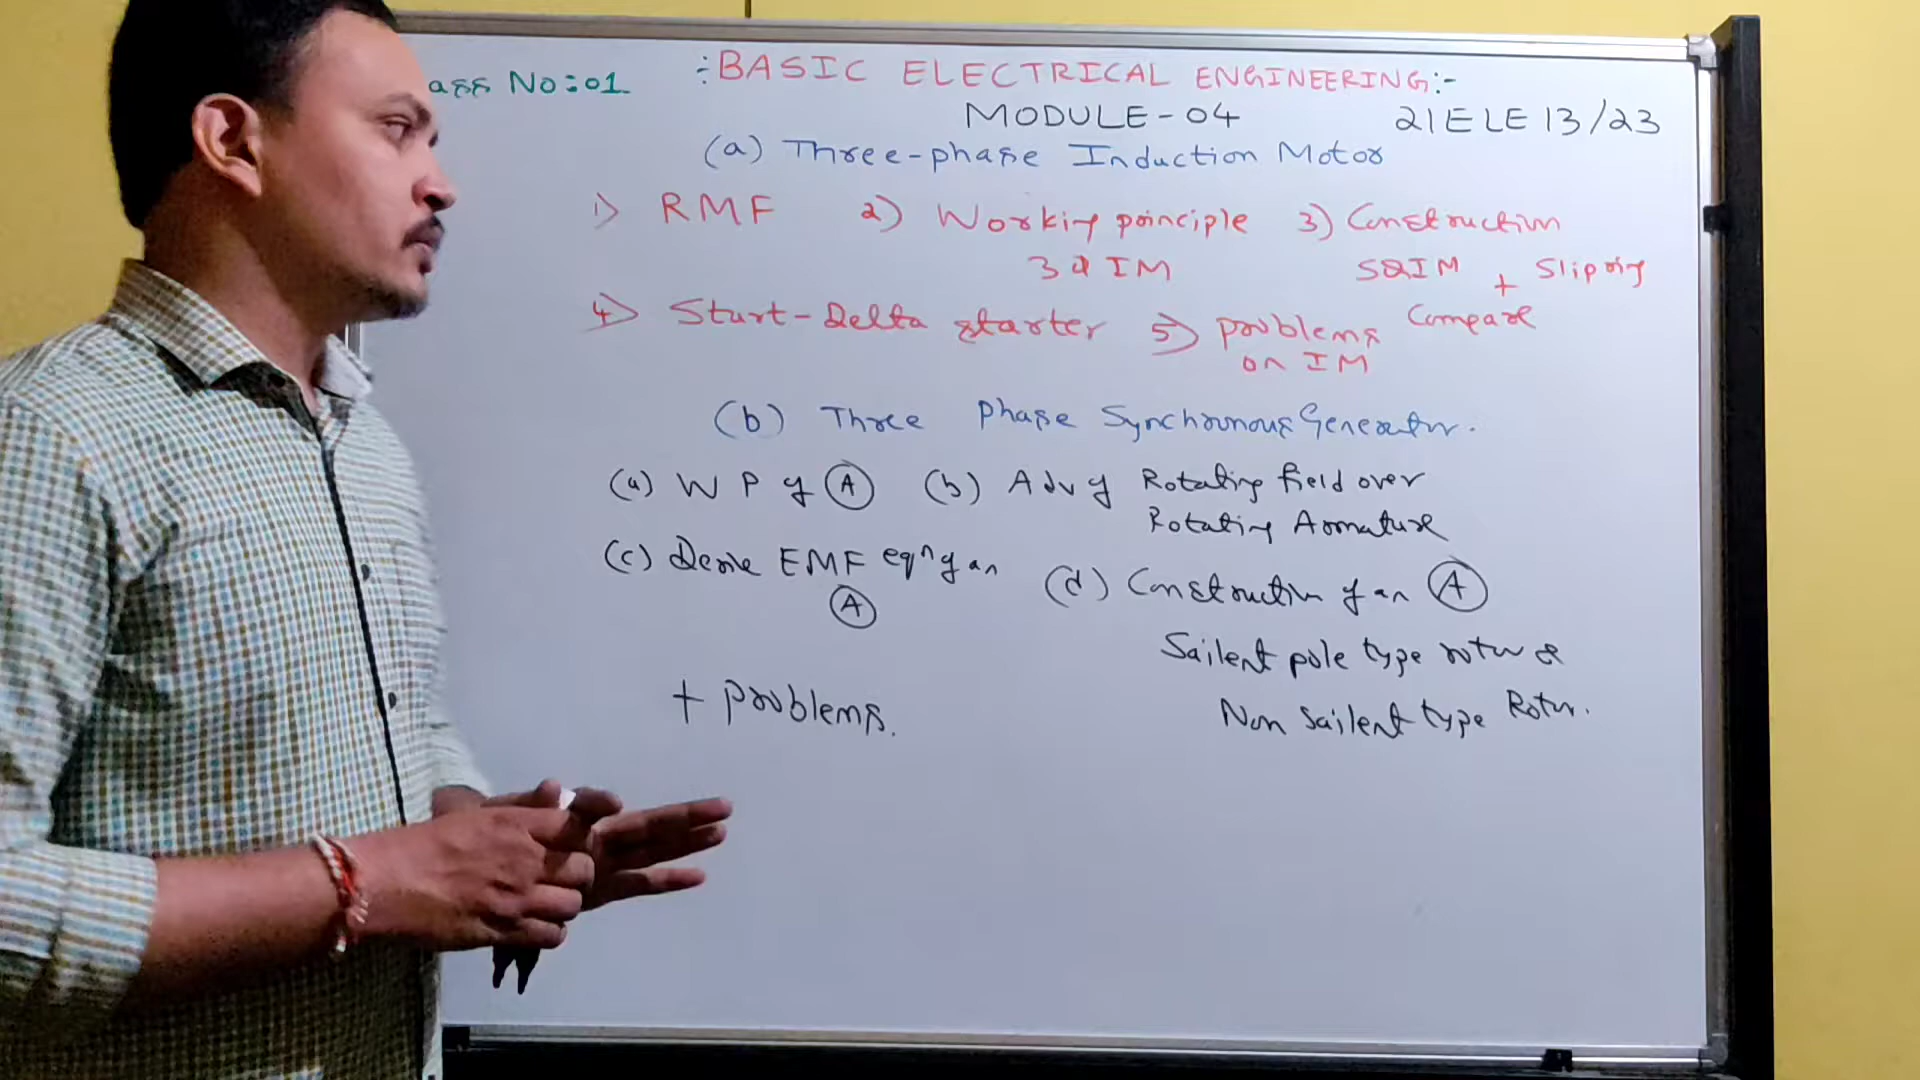 ass No:01
:BASIC ELECTRICAL ENGINEERING:-
MODULE-04 21ELE13/23
(a) Three-phase Induction Motor
1) RMF 2) Working principle 3) Construction
3Φ IM SQIM + Slipring
4) Start-Delta starter 5) problems Compare
on IM
(b) Three phase Synchronous Generator.
(a) W P of (A) (b) Adv of Rotating field over
Rotating Armature
(c) Derive EMF eqn of an (d) Construction of an (A)
(A)
Sailent pole type rotor &
+ problems. Non Sailent type Rotor.